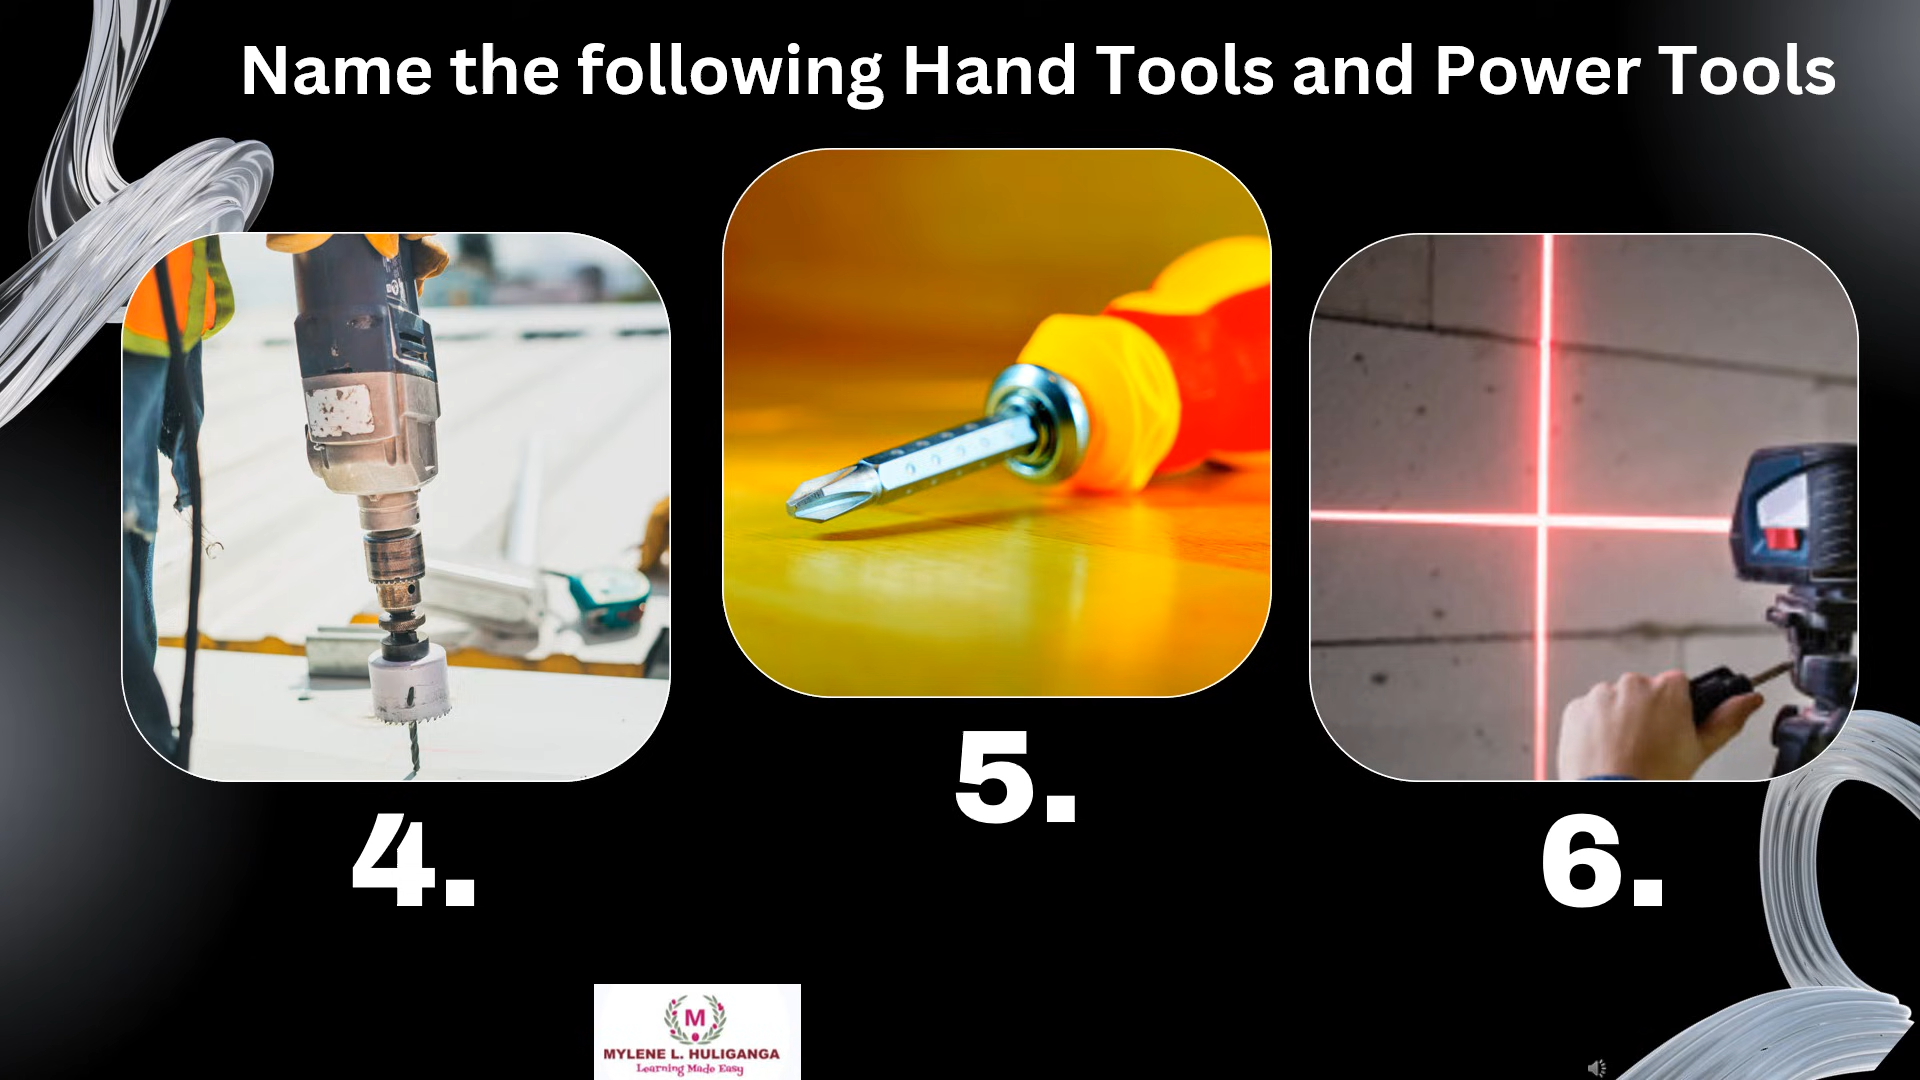 Name the following Hand Tools and Power Tools
4.
5.
6.
M
MYLENE L. HULIGANGA
Learning Made Easy